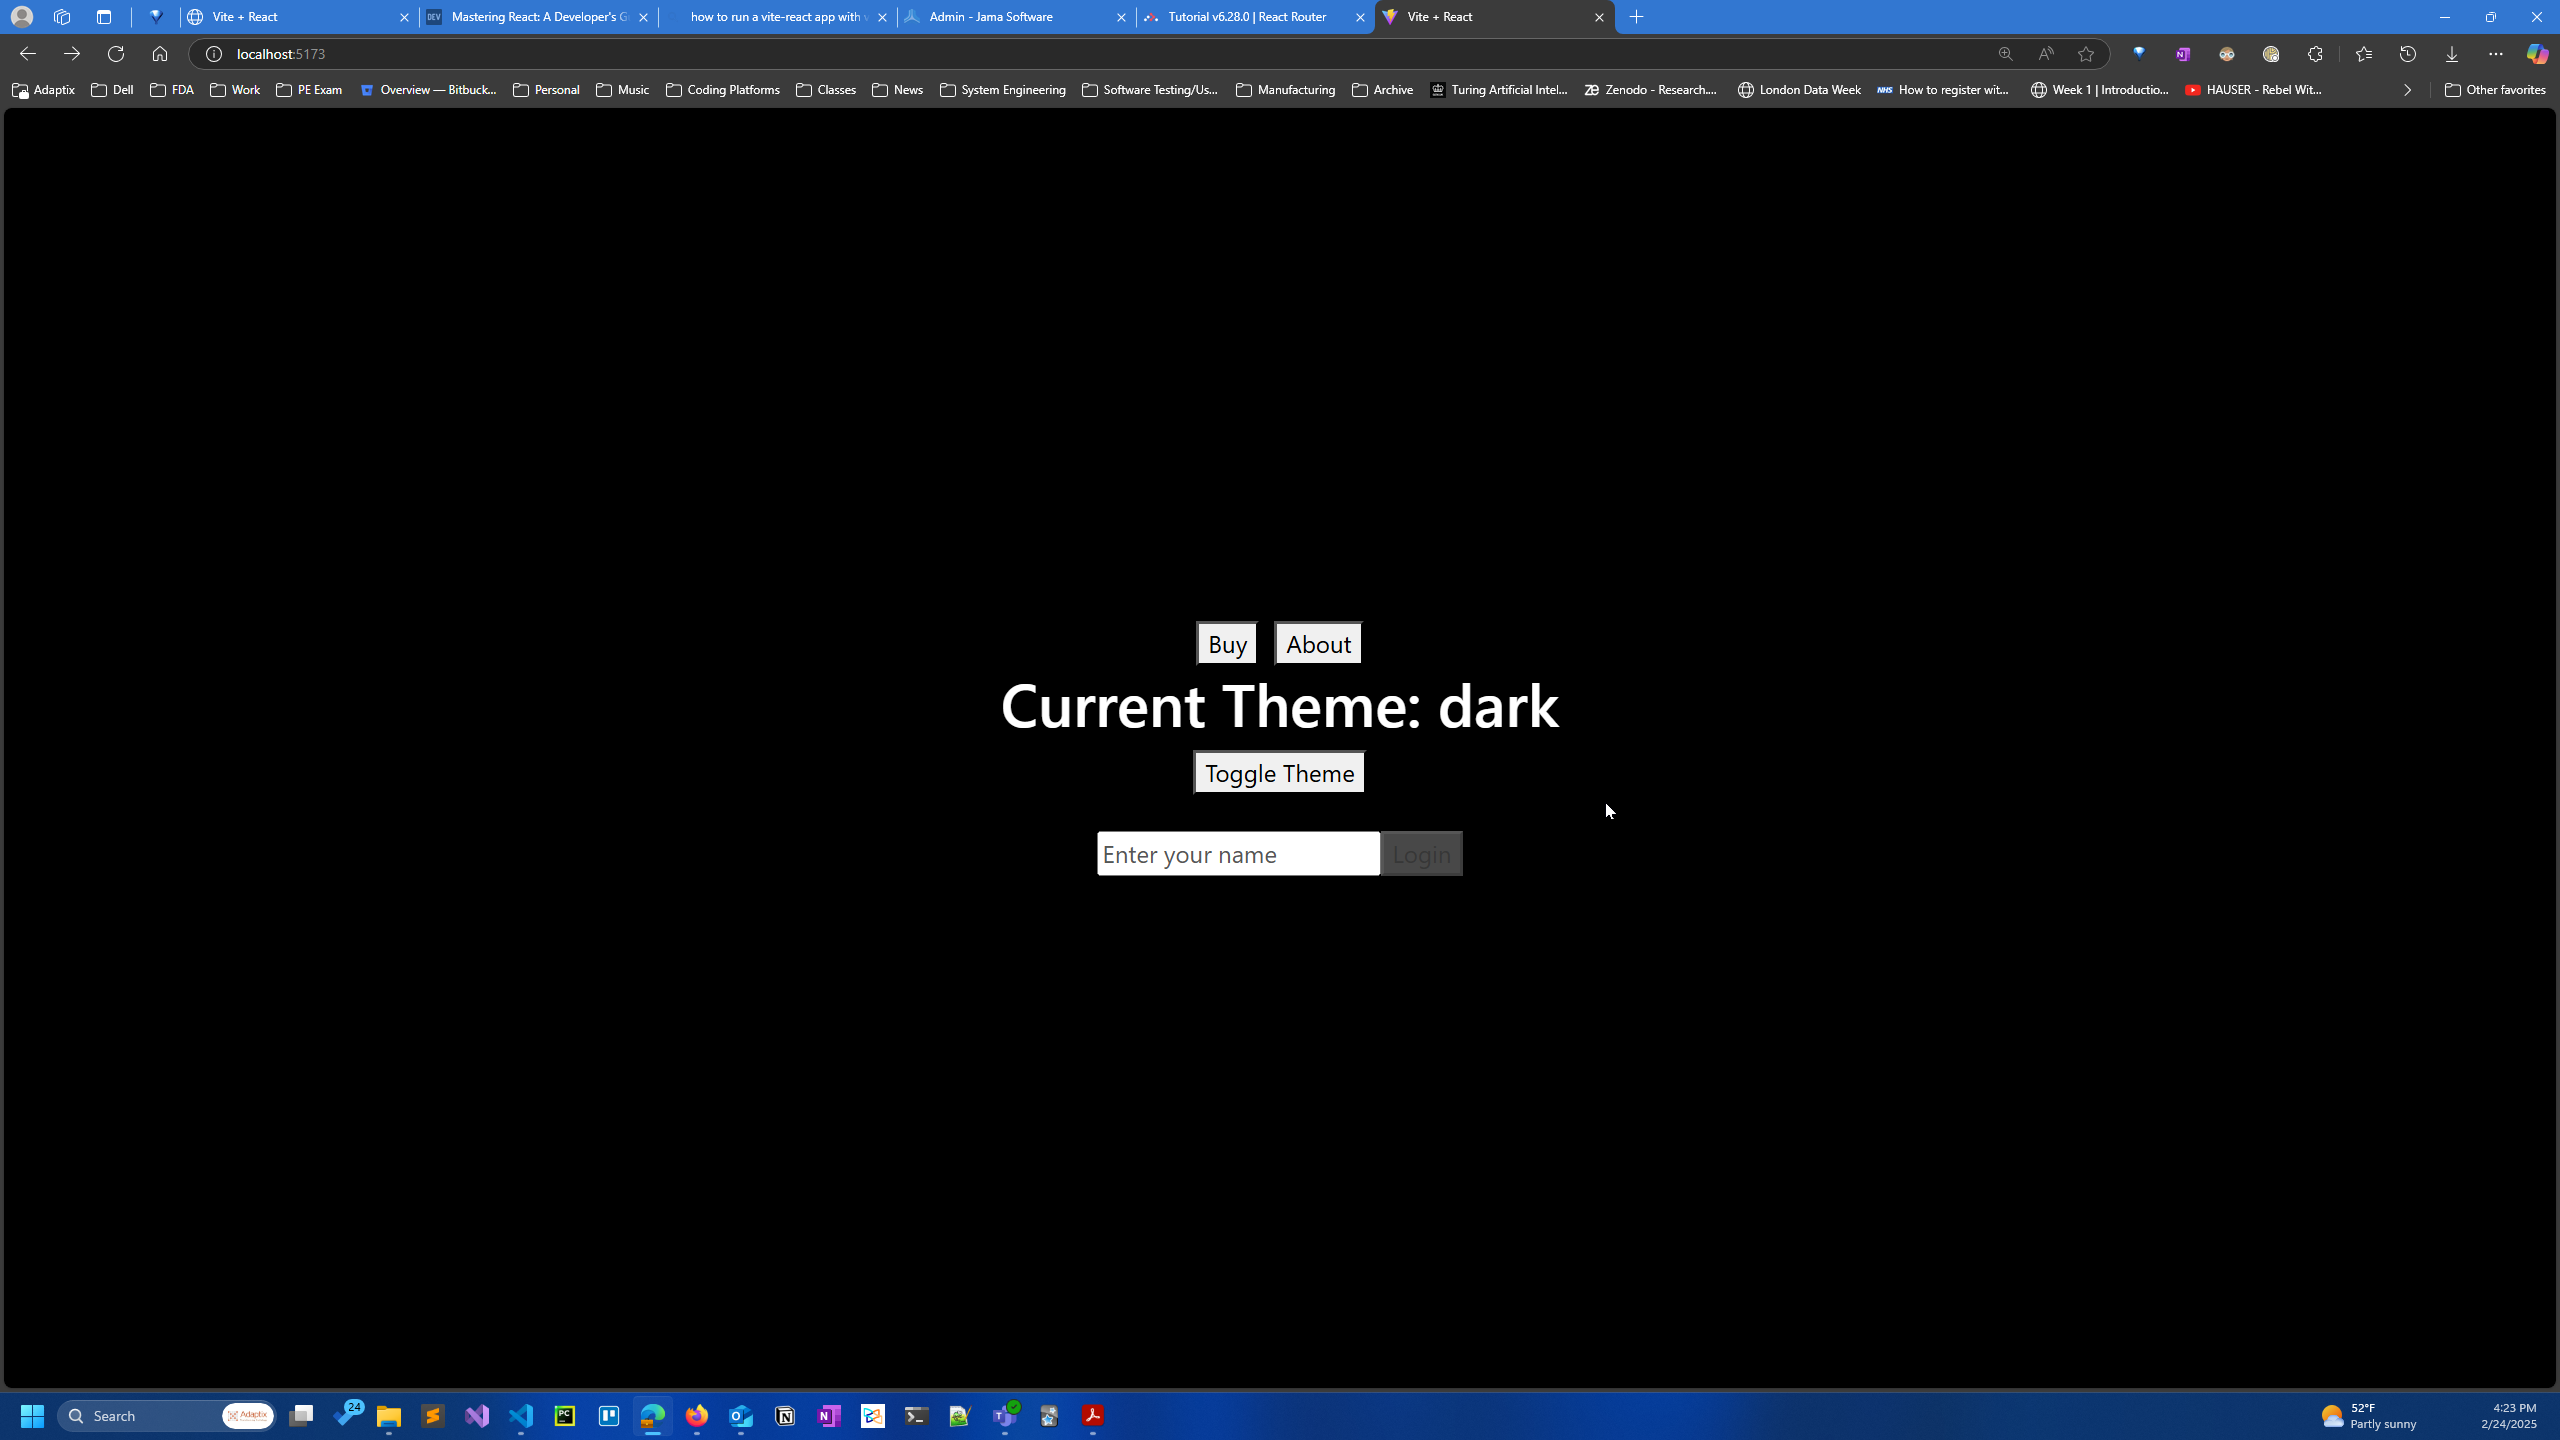 Vite + React
DEV Mastering React: A Developer's G
how to run a vite-react app with v
Admin - Jama Software
Tutorial v6.28.0 | React Router
Vite + React
localhost:5173
Adaptix
Dell
FDA
Work
PE Exam
Overview — Bitbuck...
Personal
Music
Coding Platforms
Classes
News
System Engineering
Software Testing/Us...
Manufacturing
Archive
Turing Artificial Intel...
Zenodo - Research....
London Data Week
NHS How to register wit...
Week 1 | Introductio...
HAUSER - Rebel Wit...
Other favorites
Buy
About
Current Theme: dark
Toggle Theme
Enter your name
Login
Search
Adaptix
24
PC
52°F
Partly sunny
4:23 PM
2/24/2025